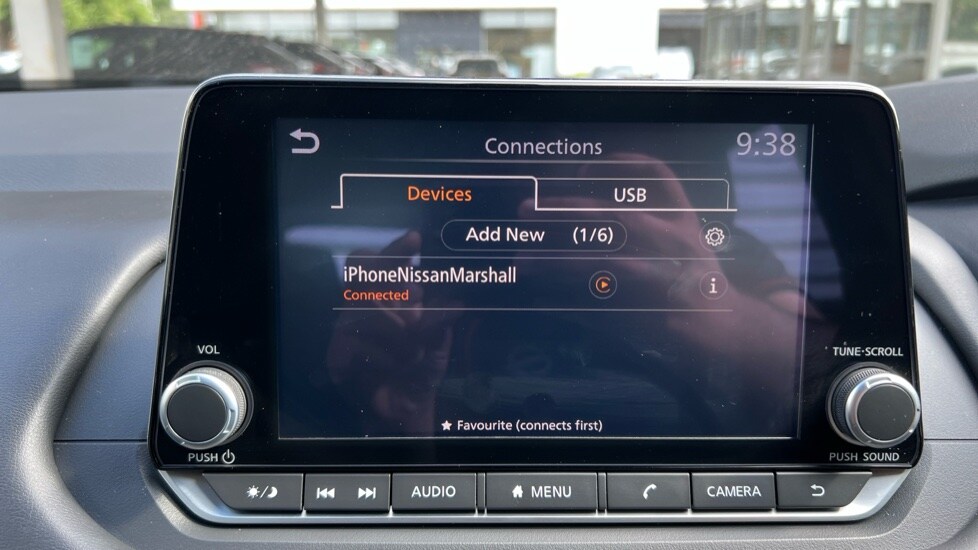 Connections
9:38
Devices
USB
Add New (1/6)
iPhoneNissanMarshall
Connected
★ Favourite (connects first)
VOL
PUSH
TUNE·SCROLL
PUSH SOUND
AUDIO
MENU
CAMERA